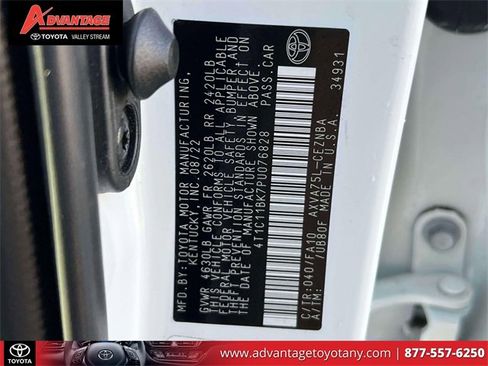 ADVANTAGE
TOYOTA VALLEY STREAM
MFD.BY:TOYOTA MOTOR MANUFACTURING,
KENTUCKY, INC 08/22
GVWR 4630LB GAWR FR 2620LB RR 2420LB
THIS VEHICLE CONFORMS TO ALL APPLICABLE
FEDERAL MOTOR VEHICLE SAFETY, BUMPER, AND
THEFT PREVENTION STANDARDS IN EFFECT ON
THE DATE OF MANUFACTURE SHOWN ABOVE.
4T1C11BK7PU076828 PASS.CAR
C/TR:040/FA10 AXVA75L-CEZNBA
A/TM: /UB80F MADE IN U.S.A. 34931
TOYOTA
TOYOTA
www.advantagetoyotany.com 877-557-6250